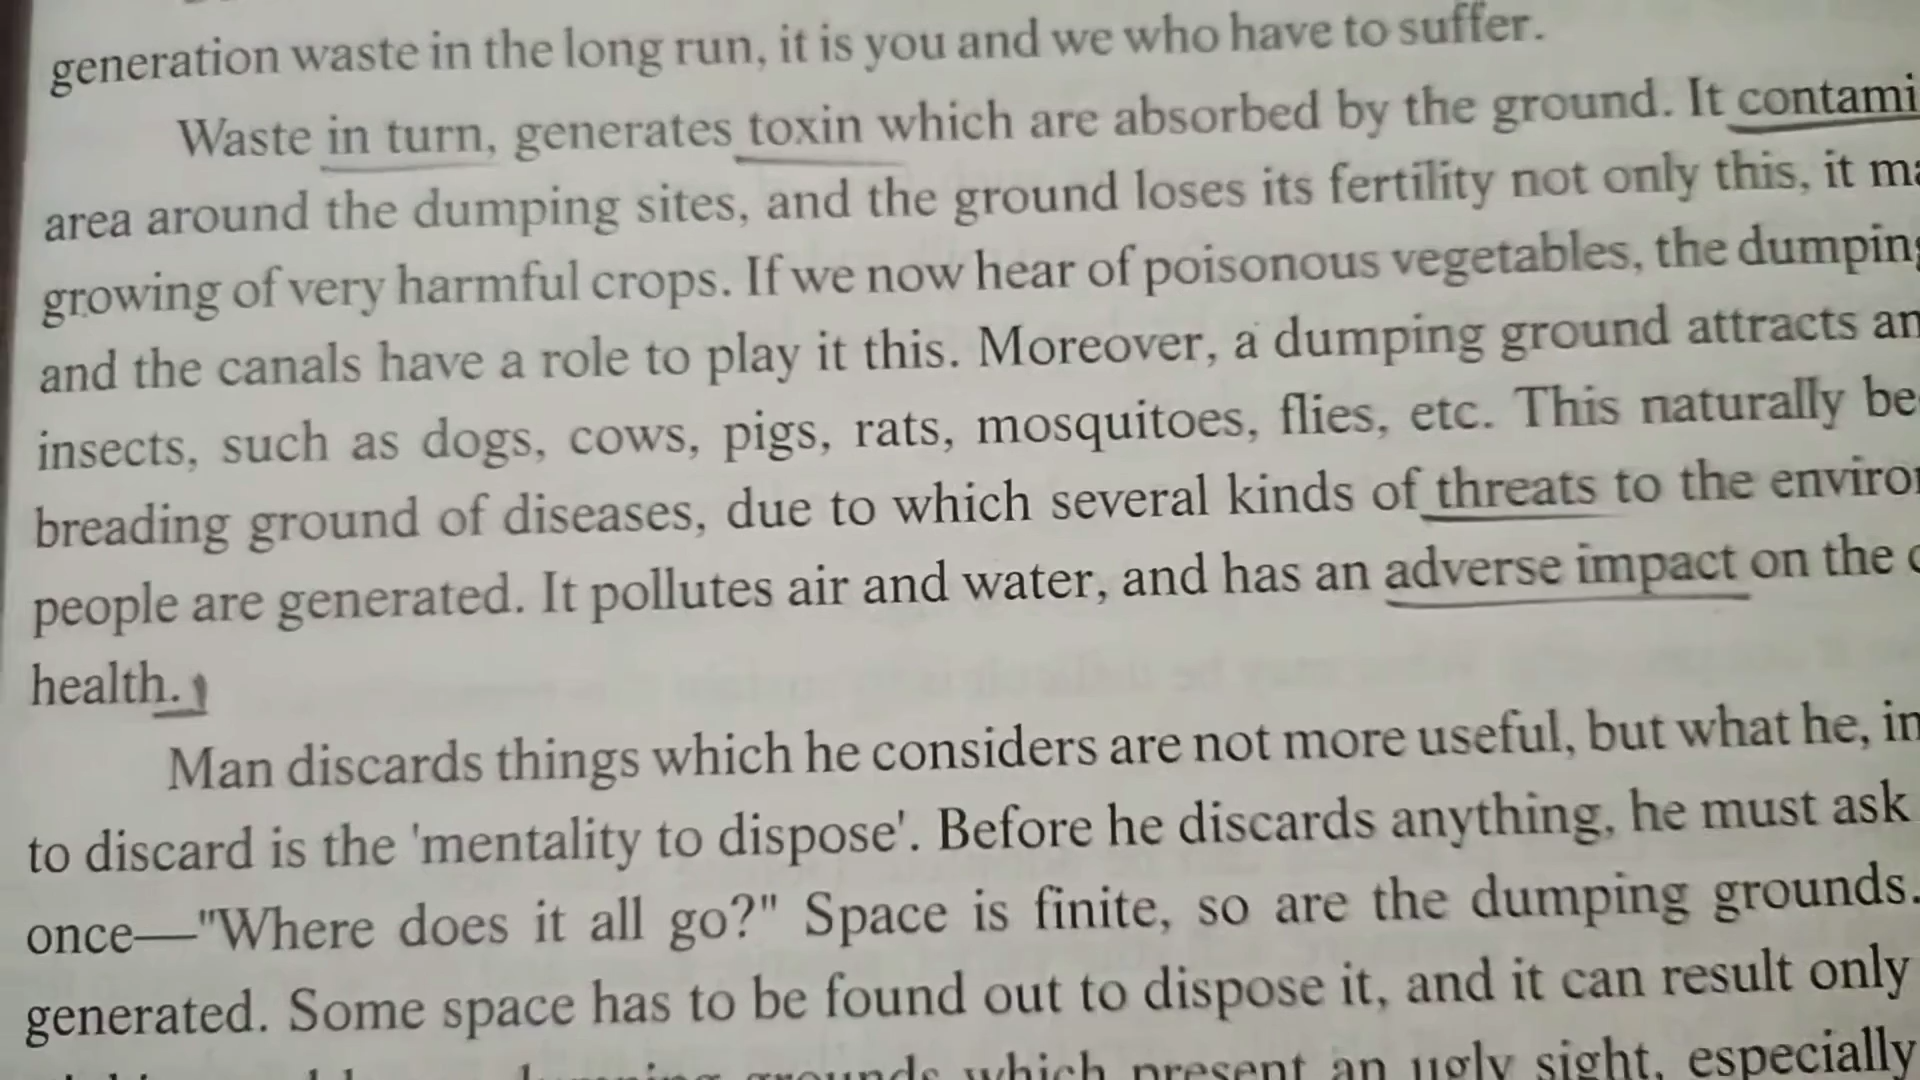 generation waste in the long run, it is you and we who have to suffer.
Waste in turn, generates toxin which are absorbed by the ground. It contami
area around the dumping sites, and the ground loses its fertility not only this, it
growing of very harmful crops. If we now hear of poisonous vegetables, the dumping
and the canals have a role to play it this. Moreover, a dumping ground attracts an
insects, such as dogs, cows, pigs, rats, mosquitoes, flies, etc. This naturally be
breading ground of diseases, due to which several kinds of threats to the enviro
people are generated. It pollutes air and water, and has an adverse impact on the
health.
Man discards things which he considers are not more useful, but what he, in
to discard is the 'mentality to dispose'. Before he discards anything, he must ask
once—"Where does it all go?" Space is finite, so are the dumping grounds.
generated. Some space has to be found out to dispose it, and it can result only
grounds which present an ugly sight, especially